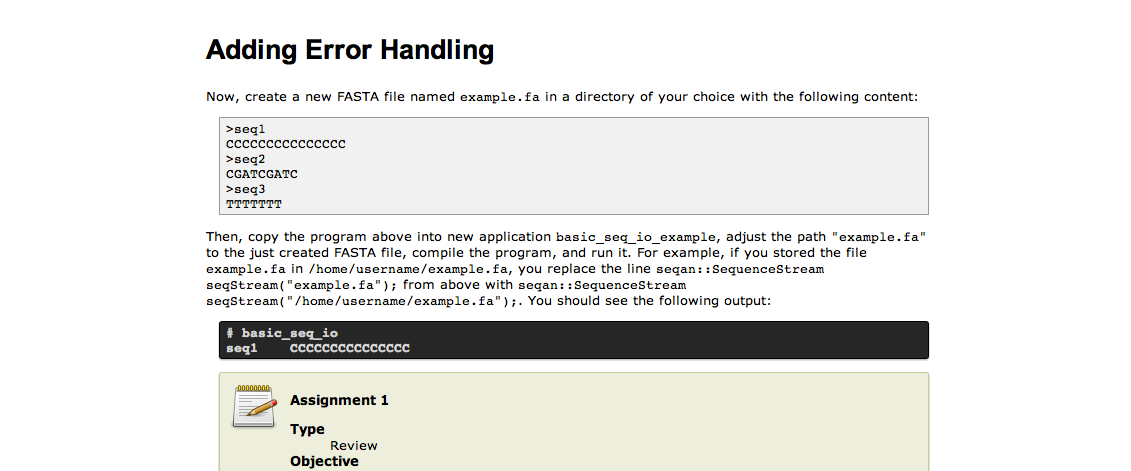 Adding Error Handling
Now, create a new FASTA file named example.fa in a directory of your choice with the following content:
>seq1
CCCCCCCCCCCCCCC
>seq2
CGATCGATC
>seq3
TTTTTTT
Then, copy the program above into new application basic_seq_io_example, adjust the path "example.fa"
to the just created FASTA file, compile the program, and run it. For example, if you stored the file
example.fa in /home/username/example.fa, you replace the line seqan::SequenceStream
seqStream("example.fa"); from above with seqan::SequenceStream
seqStream("/home/username/example.fa");. You should see the following output:
# basic_seq_io
seq1    CCCCCCCCCCCCCCC
Assignment 1
Type
Review
Objective